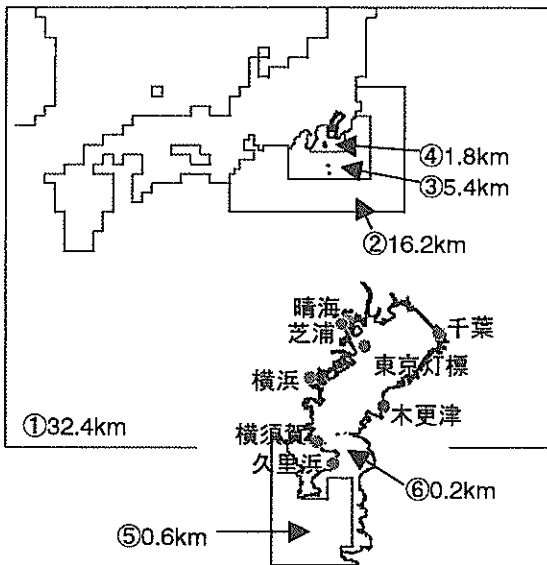 ④1.8km
③5.4km
②16.2km
晴海
芝浦
千葉
東京灯標
横浜
木更津
①32.4km
横須賀
久里浜
⑥0.2km
⑤0.6km